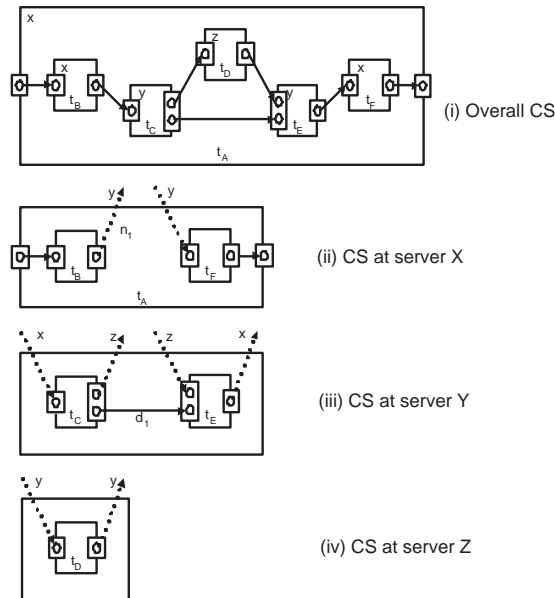 x
z
t_D
x
t_B
y
t_C
y
t_E
x
t_F
t_A
(i) Overall CS
y
y
n_1
t_B
t_F
t_A
(ii) CS at server X
x
z
z
x
t_C
d_1
t_E
(iii) CS at server Y
y
y
t_D
(iv) CS at server Z